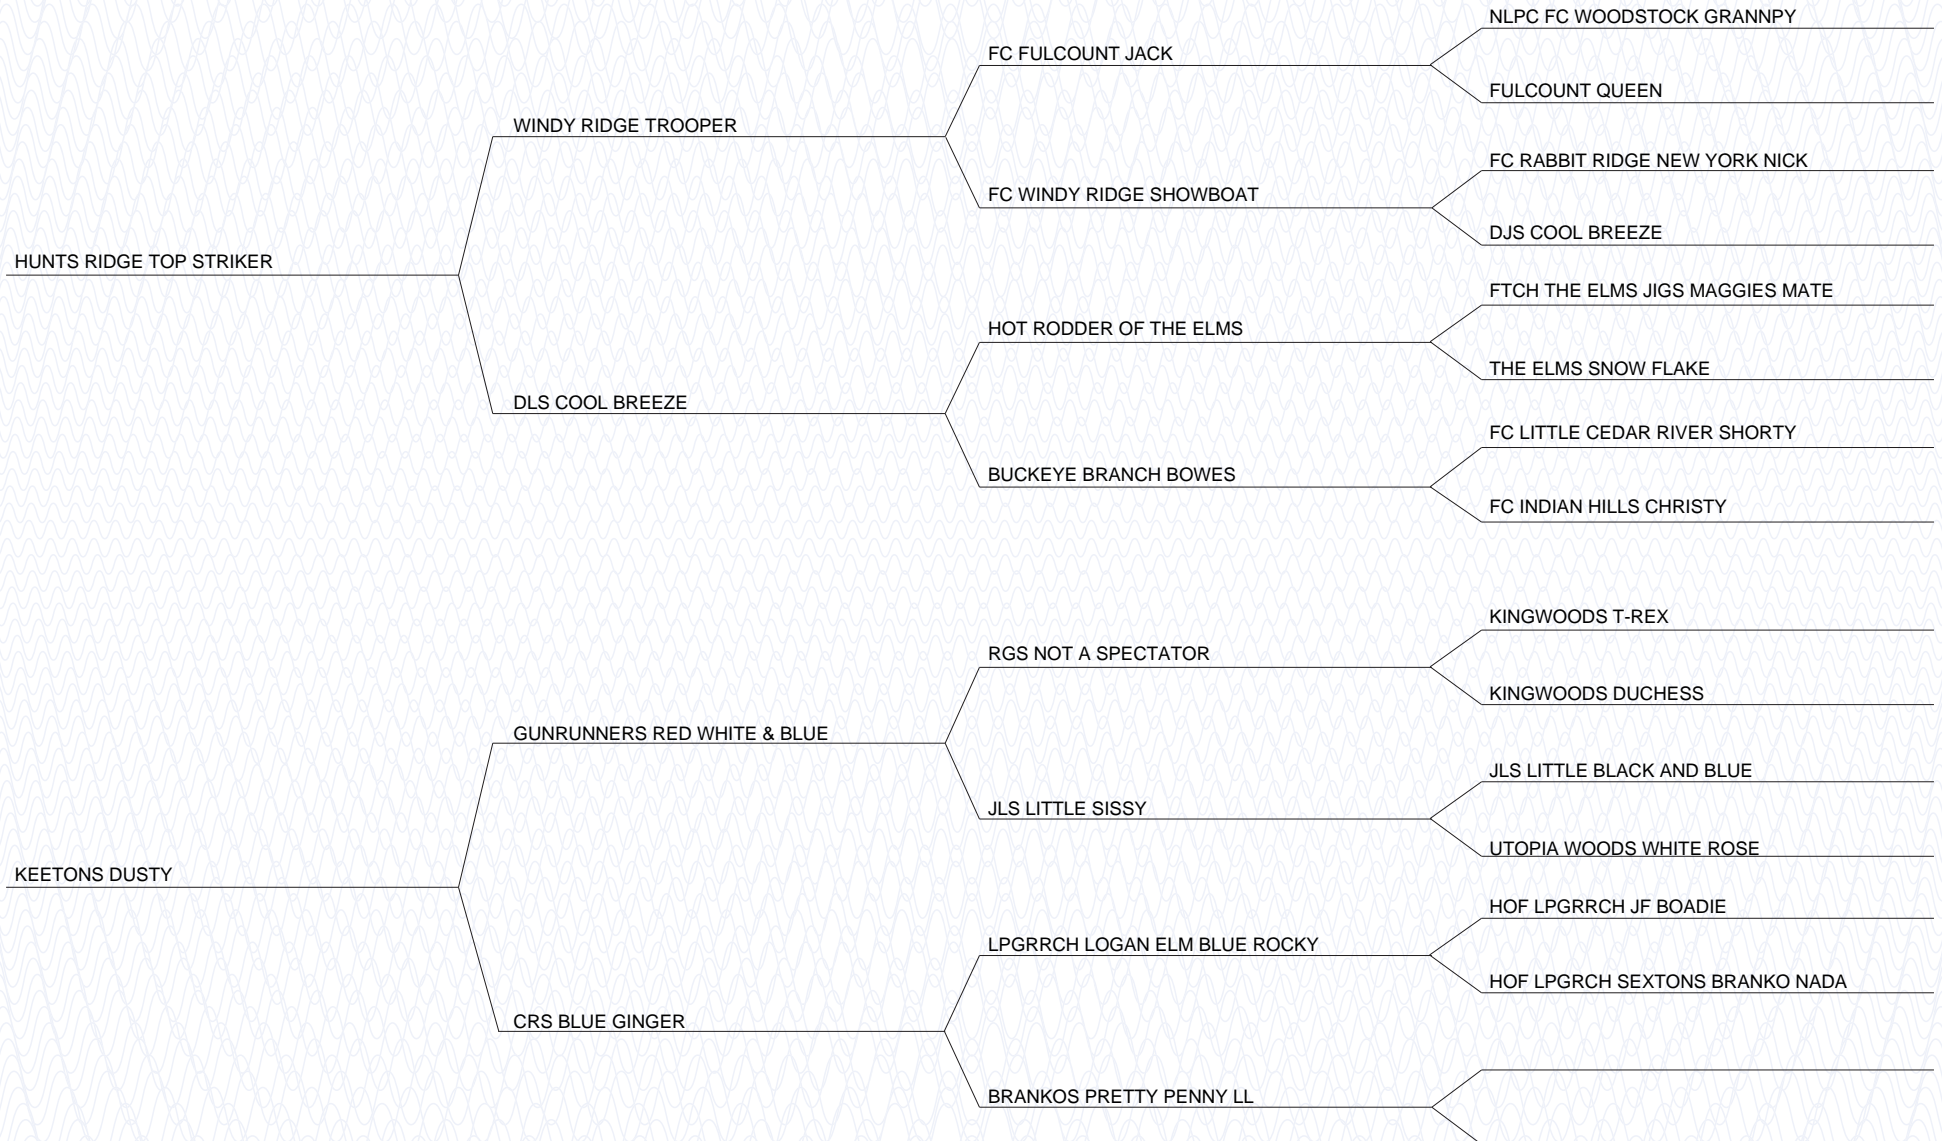 NLPC FC WOODSTOCK GRANNPY
FC FULCOUNT JACK
FULCOUNT QUEEN
WINDY RIDGE TROOPER
FC RABBIT RIDGE NEW YORK NICK
FC WINDY RIDGE SHOWBOAT
DJS COOL BREEZE
HUNTS RIDGE TOP STRIKER
FTCH THE ELMS JIGS MAGGIES MATE
HOT RODDER OF THE ELMS
THE ELMS SNOW FLAKE
DLS COOL BREEZE
FC LITTLE CEDAR RIVER SHORTY
BUCKEYE BRANCH BOWES
FC INDIAN HILLS CHRISTY
KINGWOODS T-REX
RGS NOT A SPECTATOR
KINGWOODS DUCHESS
GUNRUNNERS RED WHITE & BLUE
JLS LITTLE BLACK AND BLUE
JLS LITTLE SISSY
UTOPIA WOODS WHITE ROSE
KEETONS DUSTY
HOF LPGRRCH JF BOADIE
LPGRRCH LOGAN ELM BLUE ROCKY
HOF LPGRCH SEXTONS BRANKO NADA
CRS BLUE GINGER
BRANKOS PRETTY PENNY LL